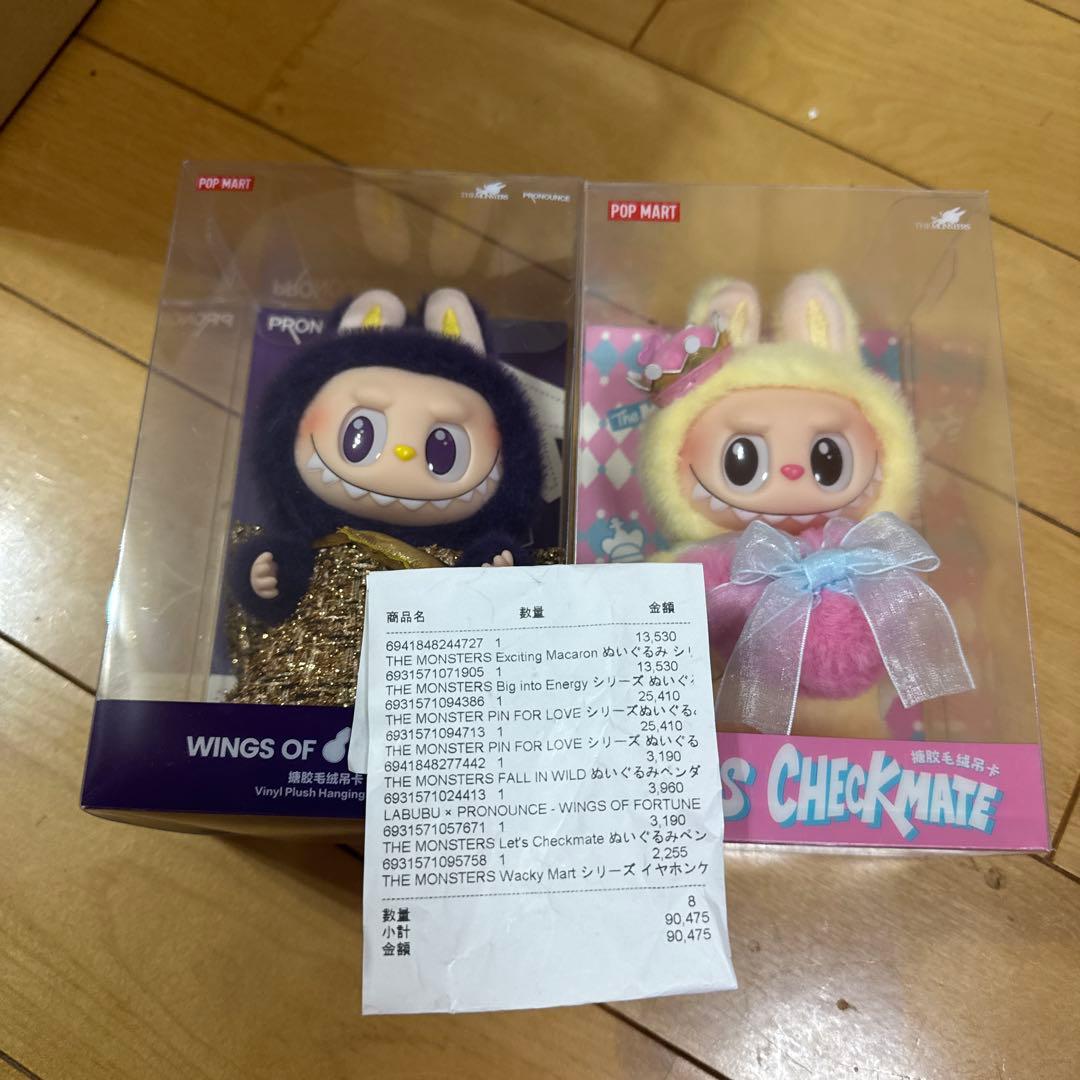 POP MART
THE MONSTERS
PRONOUNCE
POP MART
THE MONSTERS
PRON
The
WINGS OF
搪胶毛绒吊卡
Vinyl Plush Hanging
搪胶毛绒吊卡
S CHECKMATE
商品名 數量 金額
6941848244727 1 13,530
THE MONSTERS Exciting Macaron ぬいぐるみ シリ
6931571071905 1 13,530
THE MONSTERS Big into Energy シリーズ ぬいぐ
6931571094386 1 25,410
THE MONSTER PIN FOR LOVE シリーズぬいぐる
6931571094713 1 25,410
THE MONSTER PIN FOR LOVE シリーズ ぬいぐる
6941848277442 1 3,190
THE MONSTERS FALL IN WILD ぬいぐるみペンダ
6931571024413 1 3,960
LABUBU × PRONOUNCE - WINGS OF FORTUNE
6931571057671 1 3,190
THE MONSTERS Let's Checkmate ぬいぐるみペン
6931571095758 1 2,255
THE MONSTERS Wacky Mart シリーズ イヤホンケ
數量 8
小計 90,475
金額 90,475